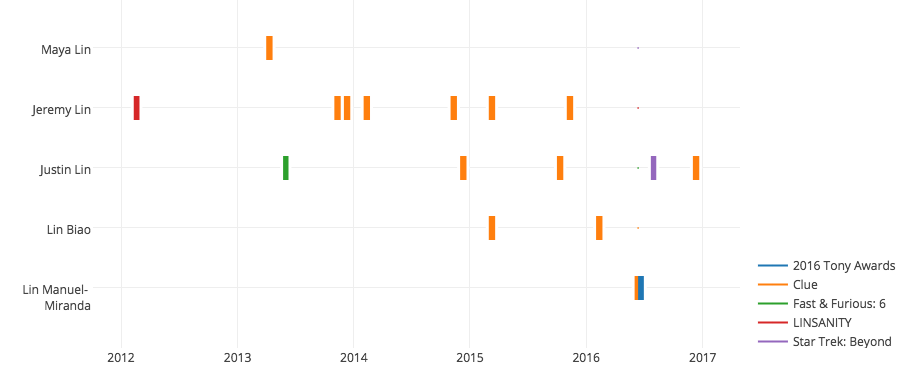 Maya Lin
Jeremy Lin
Justin Lin
Lin Biao
Lin Manuel-
Miranda
2012 2013 2014 2015 2016 2017
2016 Tony Awards
Clue
Fast & Furious: 6
LINSANITY
Star Trek: Beyond